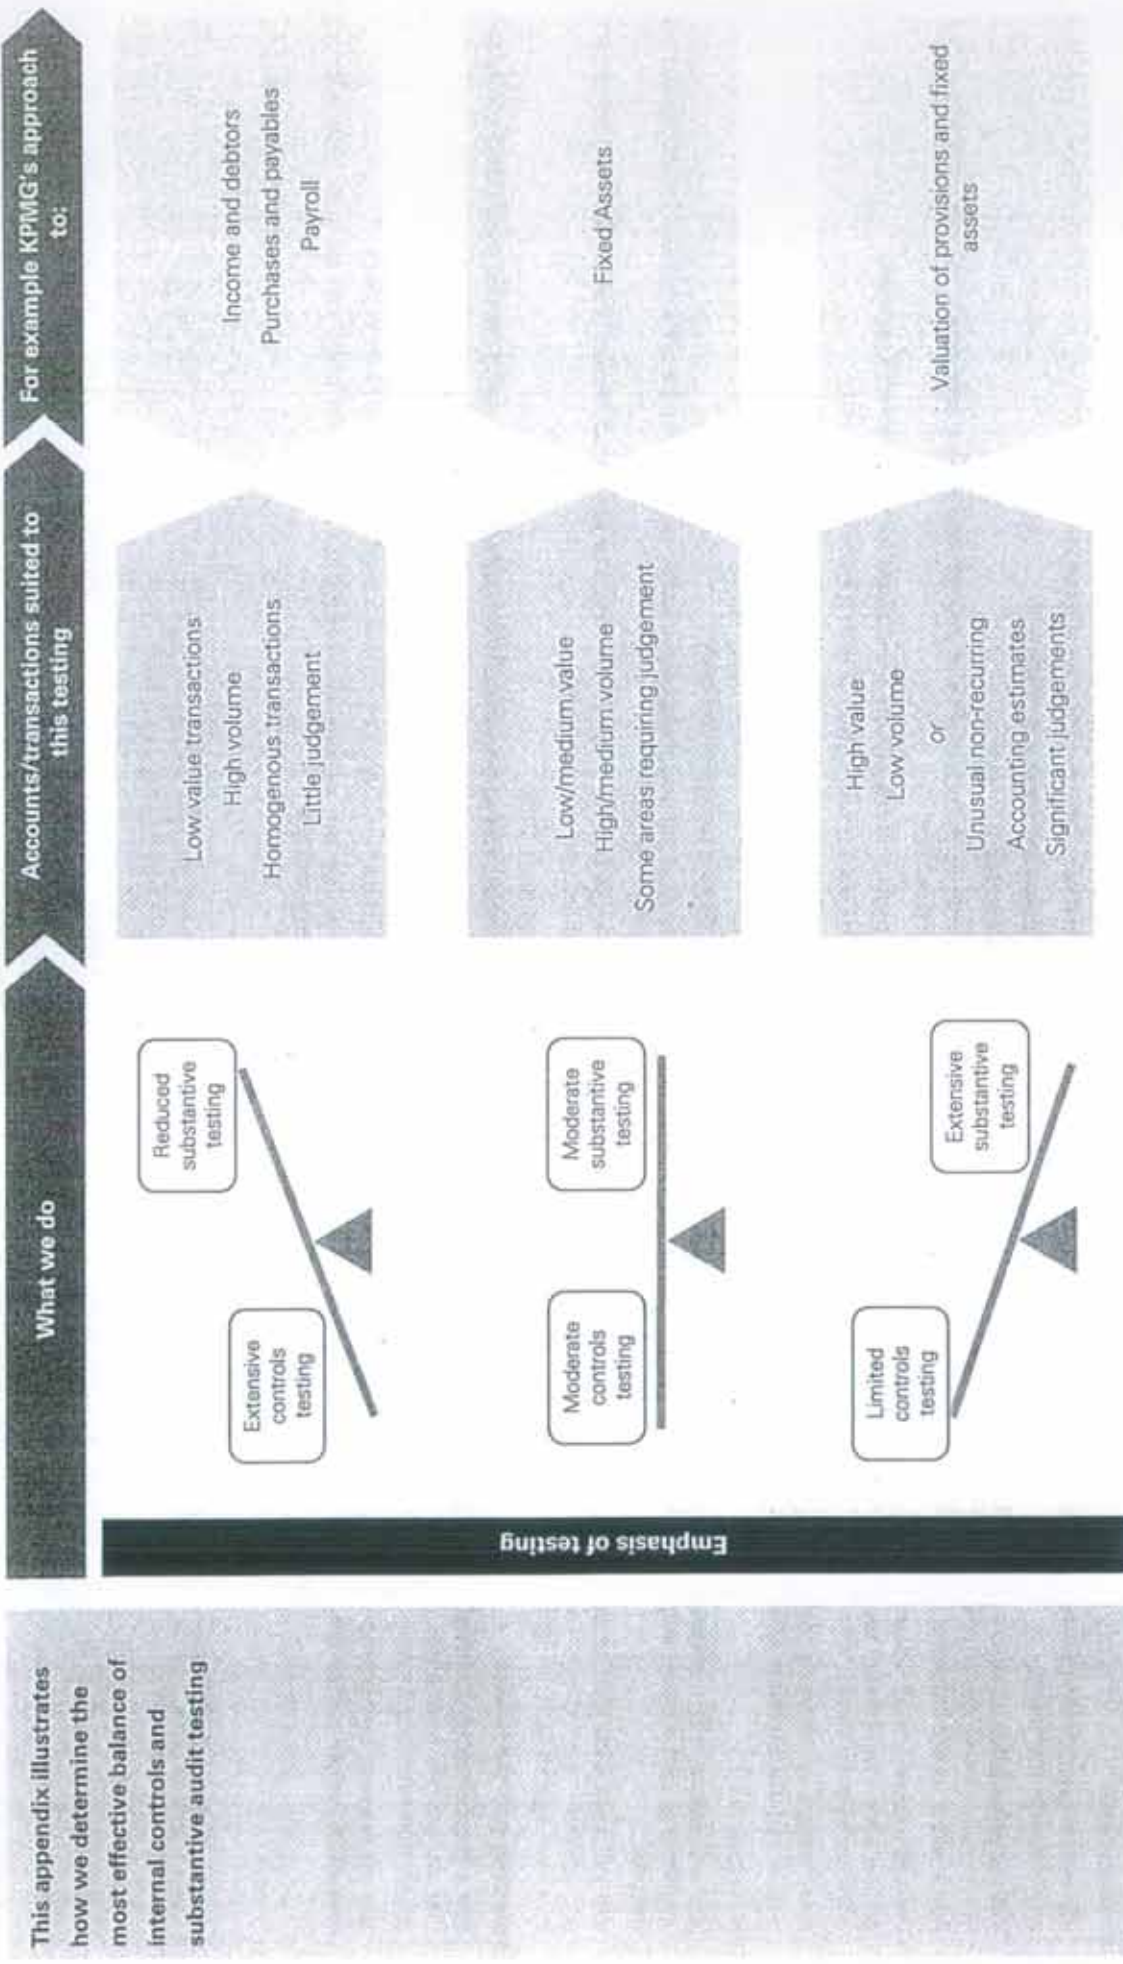 This appendix illustrates
how we determine the
most effective balance of
internal controls and
substantive audit testing
What we do
Accounts/transactions suited to
this testing
For example KPMG's approach
to:
Emphasis of testing
Extensive
controls
testing
Reduced
substantive
testing
Low value transactions
High volume
Homogenous transactions
Little judgement
Income and debtors
Purchases and payables
Payroll
Moderate
controls
testing
Moderate
substantive
testing
Low/medium value
High/medium volume
Some areas requiring judgement
Fixed Assets
Limited
controls
testing
Extensive
substantive
testing
High value
Low volume
or
Unusual non-recurring
Accounting estimates
Significant judgements
Valuation of provisions and fixed
assets